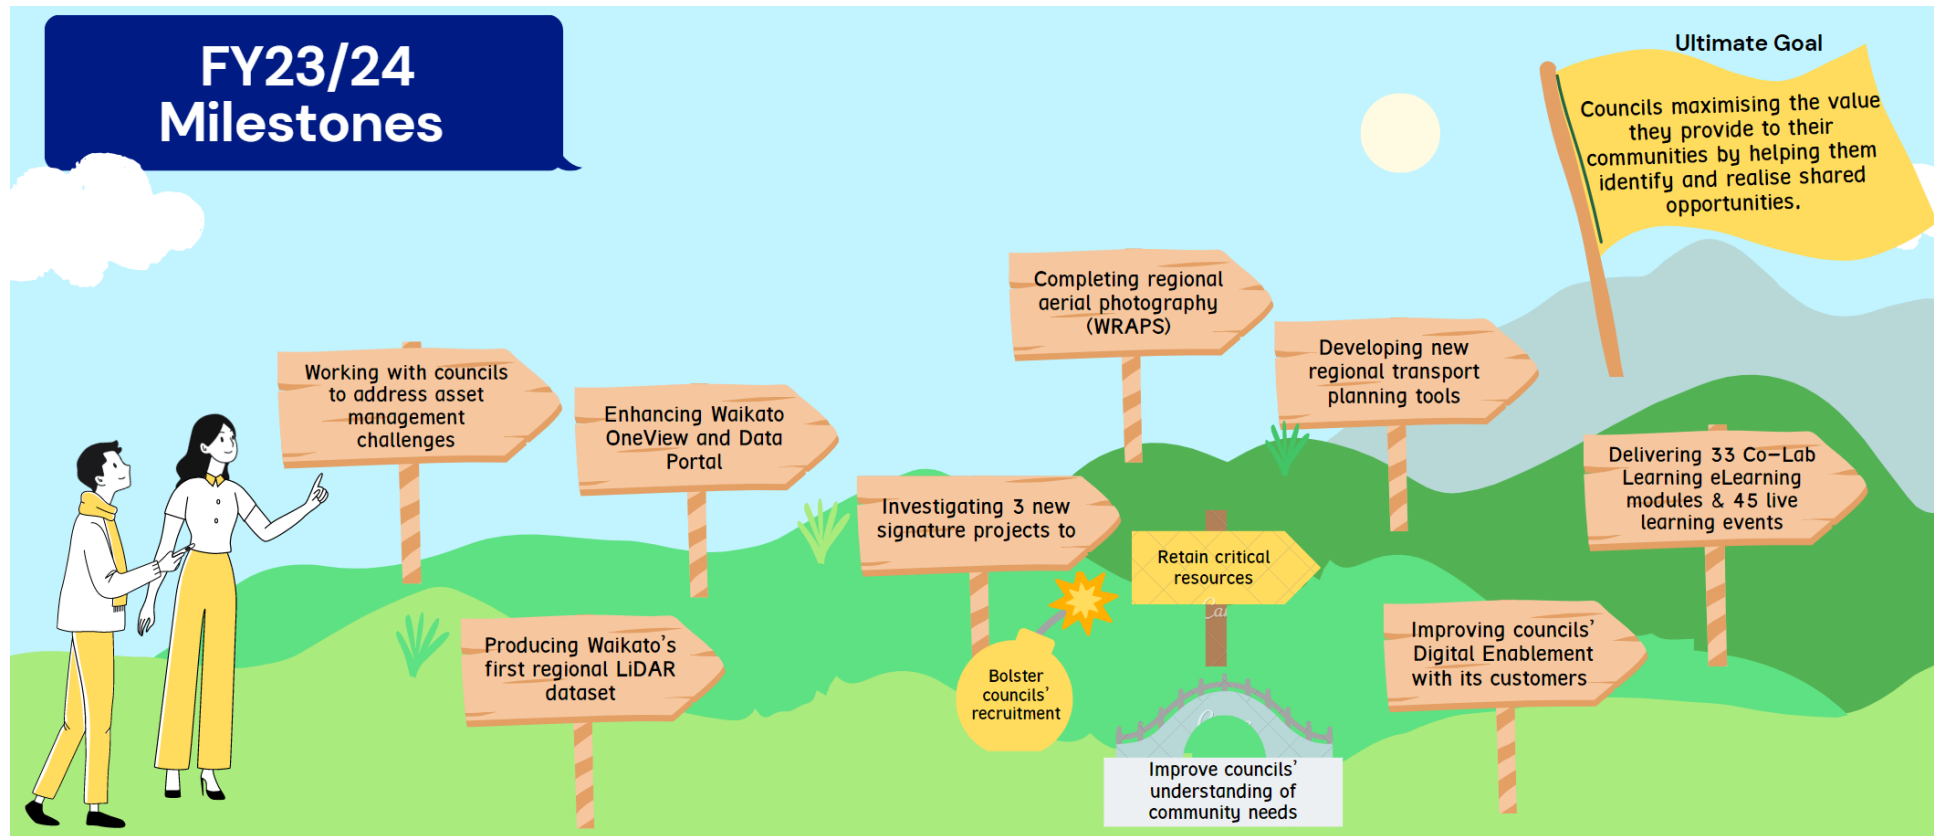 FY23/24
Milestones
Ultimate Goal
Councils maximising the value
they provide to their
communities by helping them
identify and realise shared
opportunities.
Working with councils
to address asset
management
challenges
Enhancing Waikato
OneView and Data
Portal
Producing Waikato's
first regional LiDAR
dataset
Investigating 3 new
signature projects to
Bolster
councils'
recruitment
Retain critical
resources
Improve councils'
understanding of
community needs
Completing regional
aerial photography
(WRAPS)
Developing new
regional transport
planning tools
Improving councils'
Digital Enablement
with its customers
Delivering 33 Co-Lab
Learning eLearning
modules & 45 live
learning events